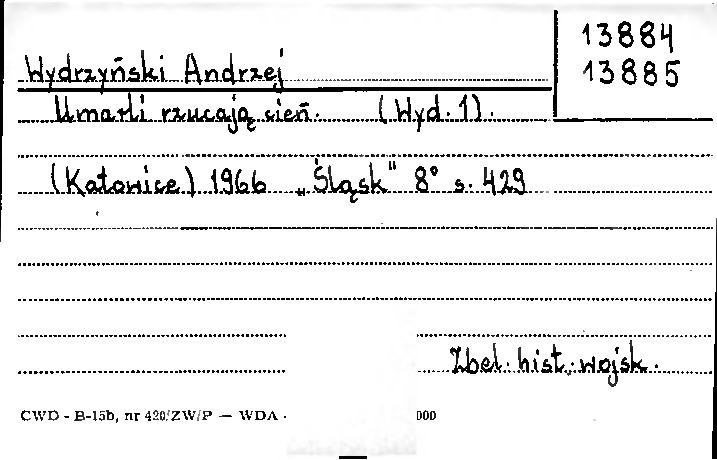 13884
13885
Wydrzyński Andrzej
Umarli rzucają cień. (Wyd. 1).
(Katowice) 1966 „Śląsk" 8° s. 429
Zbel. hist. wojsk.
CWD - B-15b, nr 420/ZW/P — WDA - 000